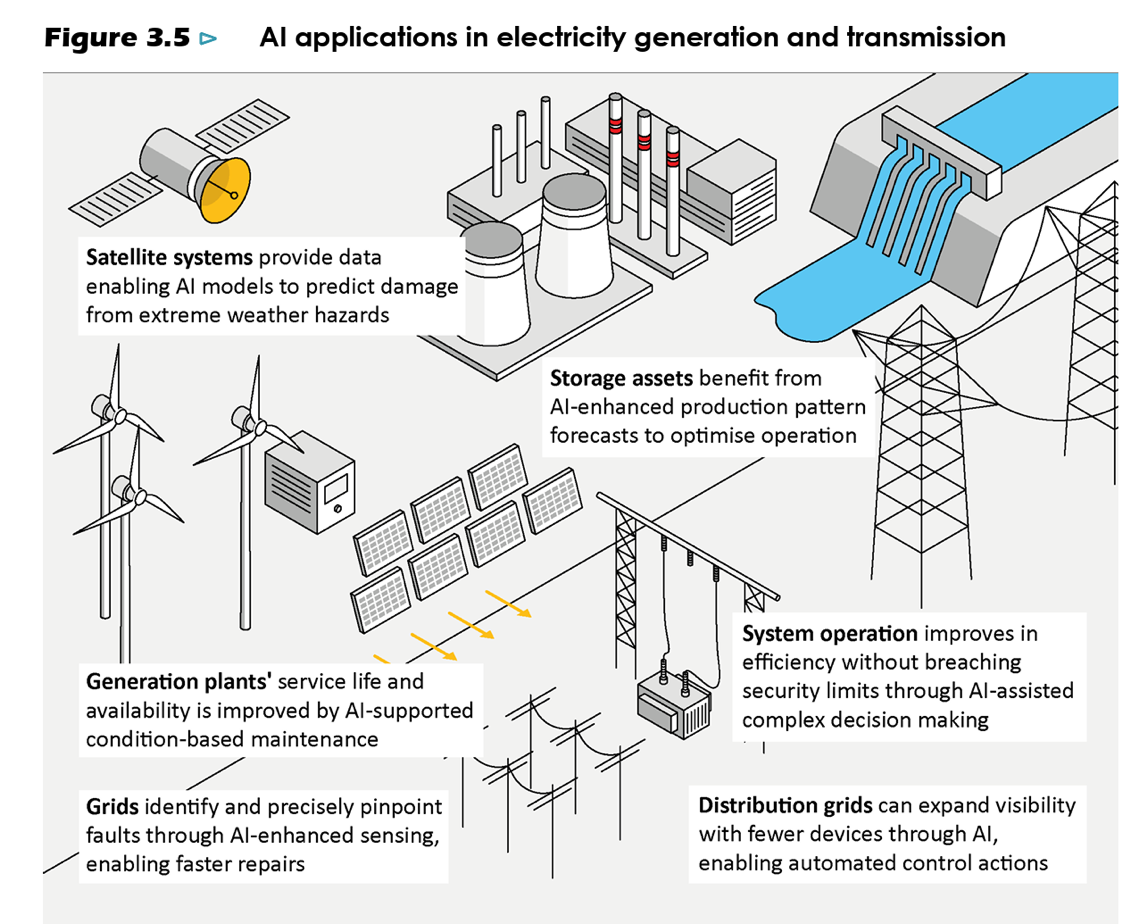 Figure 3.5 ▷ AI applications in electricity generation and transmission
Satellite systems provide data
enabling AI models to predict damage
from extreme weather hazards
Storage assets benefit from
AI-enhanced production pattern
forecasts to optimise operation
System operation improves in
efficiency without breaching
security limits through AI-assisted
complex decision making
Generation plants' service life and
availability is improved by AI-supported
condition-based maintenance
Grids identify and precisely pinpoint
faults through AI-enhanced sensing,
enabling faster repairs
Distribution grids can expand visibility
with fewer devices through AI,
enabling automated control actions